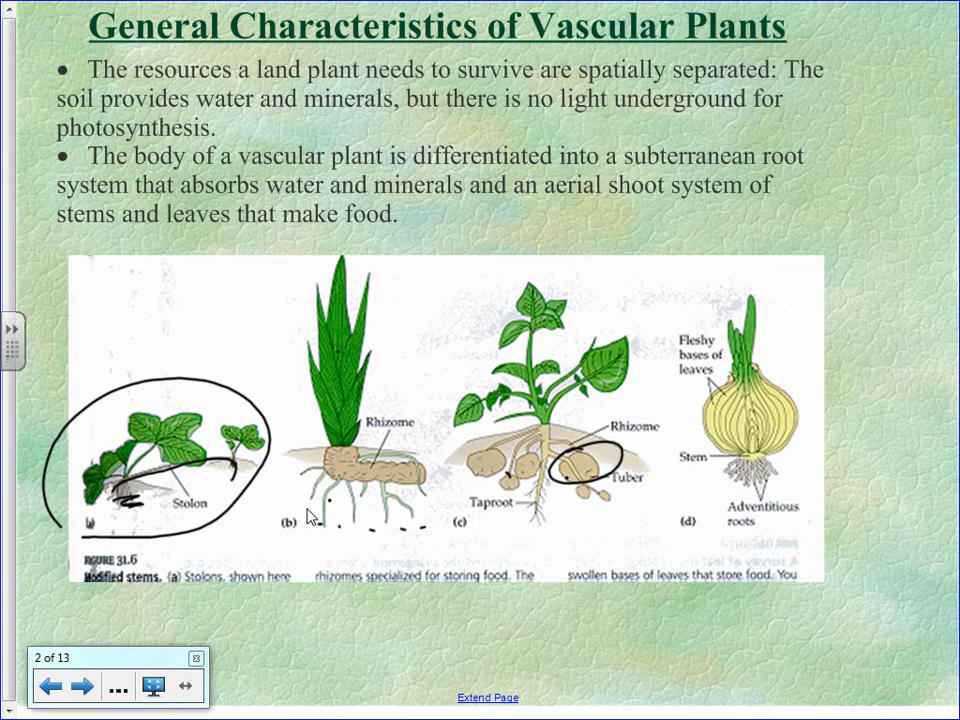 General Characteristics of Vascular Plants
• The resources a land plant needs to survive are spatially separated: The
soil provides water and minerals, but there is no light underground for
photosynthesis.
• The body of a vascular plant is differentiated into a subterranean root
system that absorbs water and minerals and an aerial shoot system of
stems and leaves that make food.
Fleshy
bases of
leaves
Rhizome
Rhizome
Stem
Tuber
Stolon
Taproot
Adventitious
roots
(b)
(c)
(d)
FIGURE 31.6
Modified stems. (a) Stolons, shown here
rhizomes specialized for storing food. The
swollen bases of leaves that store food. You
2 of 13
...
Extend Page